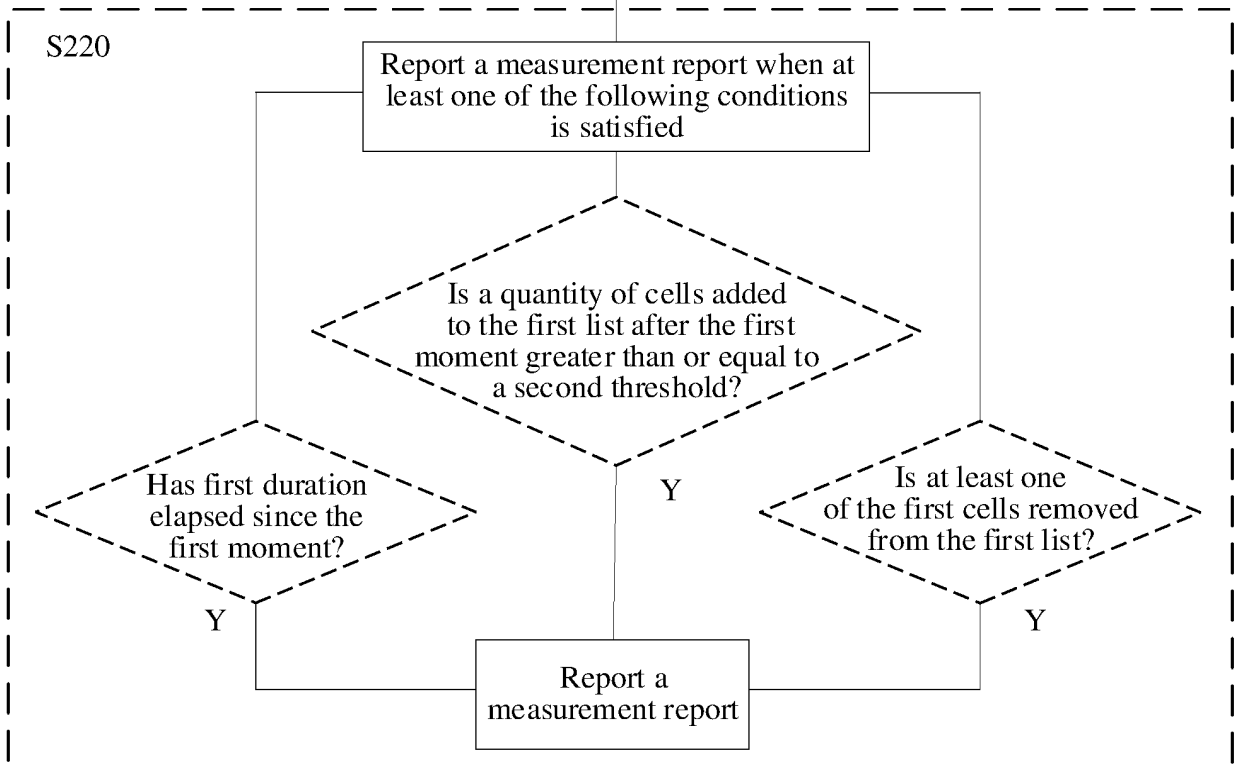 S220
Report a measurement report when at
least one of the following conditions
is satisfied
Is a quantity of cells added
to the first list after the first
moment greater than or equal to
a second threshold?
Y
Has first duration
elapsed since the
first moment?
Y
Is at least one
of the first cells removed
from the first list?
Y
Report a
measurement report